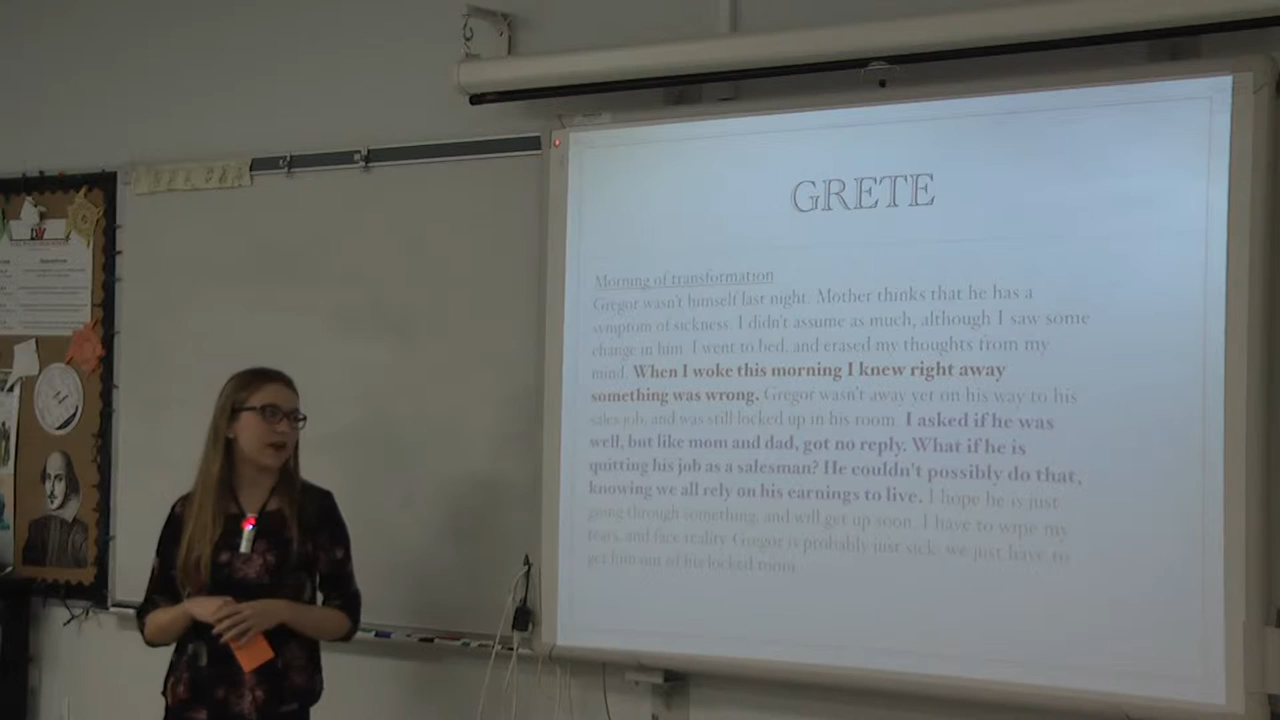 GRETE
Morning of transformation
Gregor wasn't himself last night. Mother thinks that he has a
symptom of sickness. I didn't assume as much, although I saw some
change in him. I went to bed, and erased my thoughts from my
mind. When I woke this morning I knew right away
something was wrong. Gregor wasn't away yet on his way to his
sales job, and was still locked up in his room. I asked if he was
well, but like mom and dad, got no reply. What if he is
quitting his job as a salesman? He couldn't possibly do that,
knowing we all rely on his earnings to live. I hope he is just
going through something, and will get up soon. I have to wipe my
tears, and face reality. Gregor is probably just sick, we just have to
get him out of his locked room.